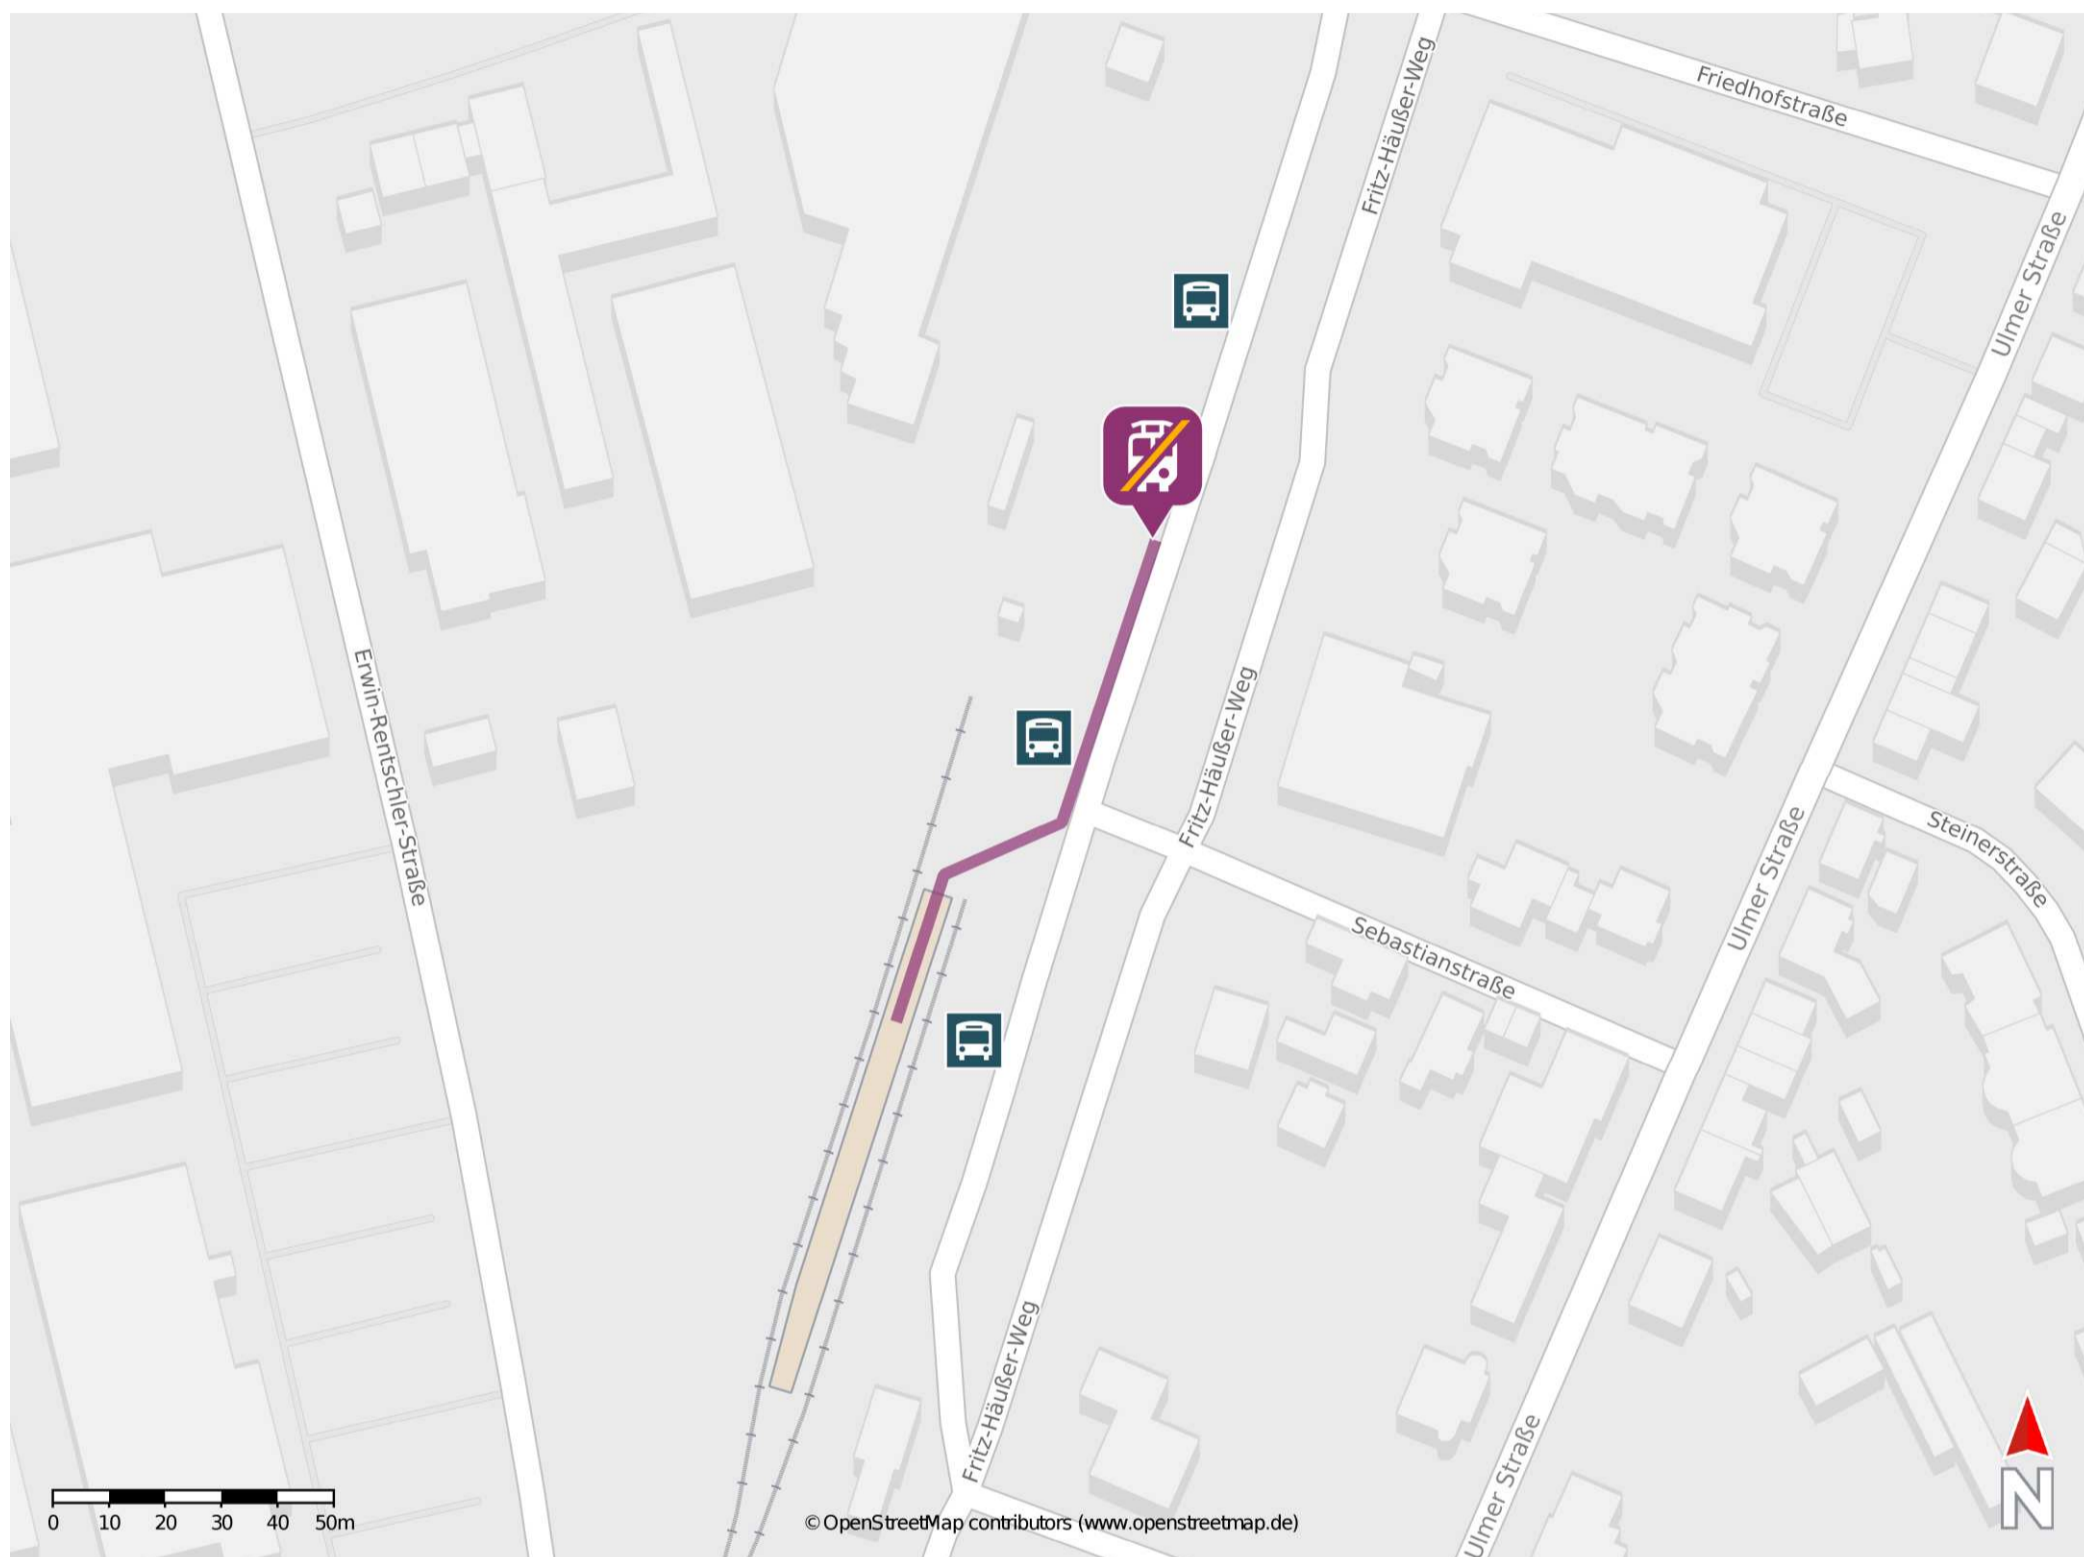 Friedhofstraße
Fritz-Häußer-Weg
Ulmer Straße
Erwin-Rentschler-Straße
Fritz-Häußer-Weg
Ulmer Straße
Steinerstraße
Sebastianstraße
Fritz-Häußer-Weg
Ulmer Straße
0 10 20 30 40 50m
© OpenStreetMap contributors (www.openstreetmap.de)
N